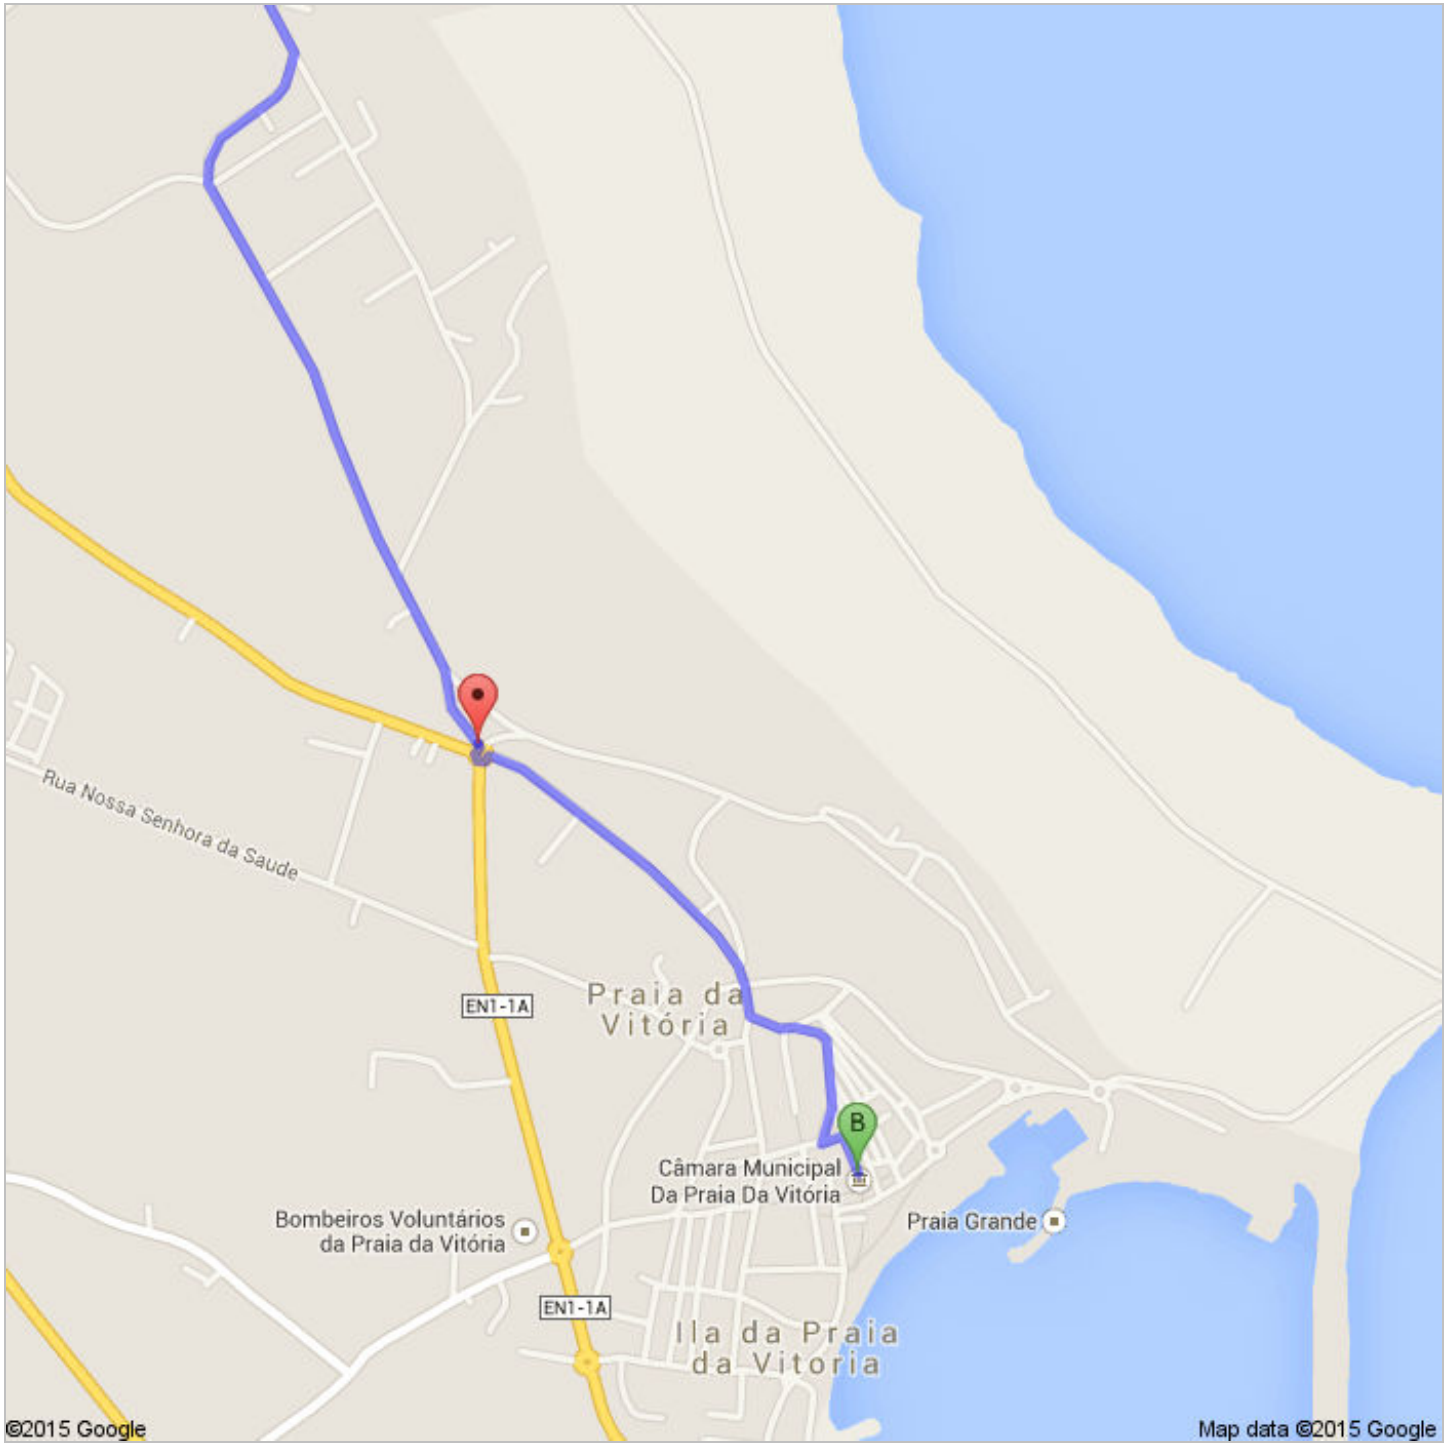 Rua Nossa Senhora da Saude
Praia da
Vitória
EN1-1A
B
Câmara Municipal
Da Praia Da Vitória
Bombeiros Voluntários
da Praia da Vitória
Praia Grande
EN1-1A
Ila da Praia
da Vitoria
©2015 Google
Map data ©2015 Google